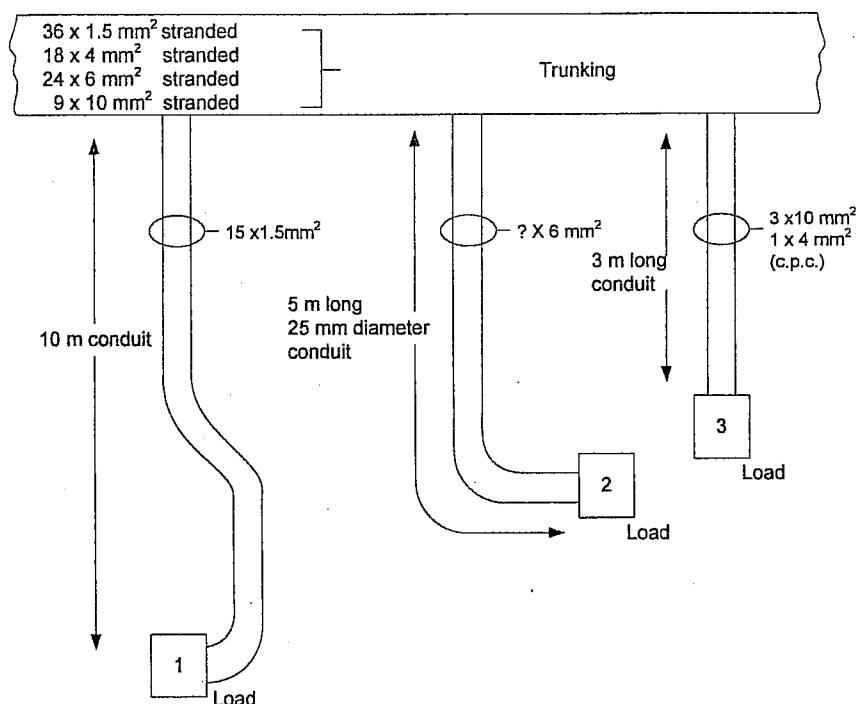 36 x 1.5 mm² stranded
18 x 4 mm² stranded
24 x 6 mm² stranded
9 x 10 mm² stranded
Trunking
15 x1.5mm²
10 m conduit
? X 6 mm²
5 m long
25 mm diameter
conduit
3 x10 mm²
1 x 4 mm²
(c.p.c.)
3 m long
conduit
3
Load
2
Load
1
Load